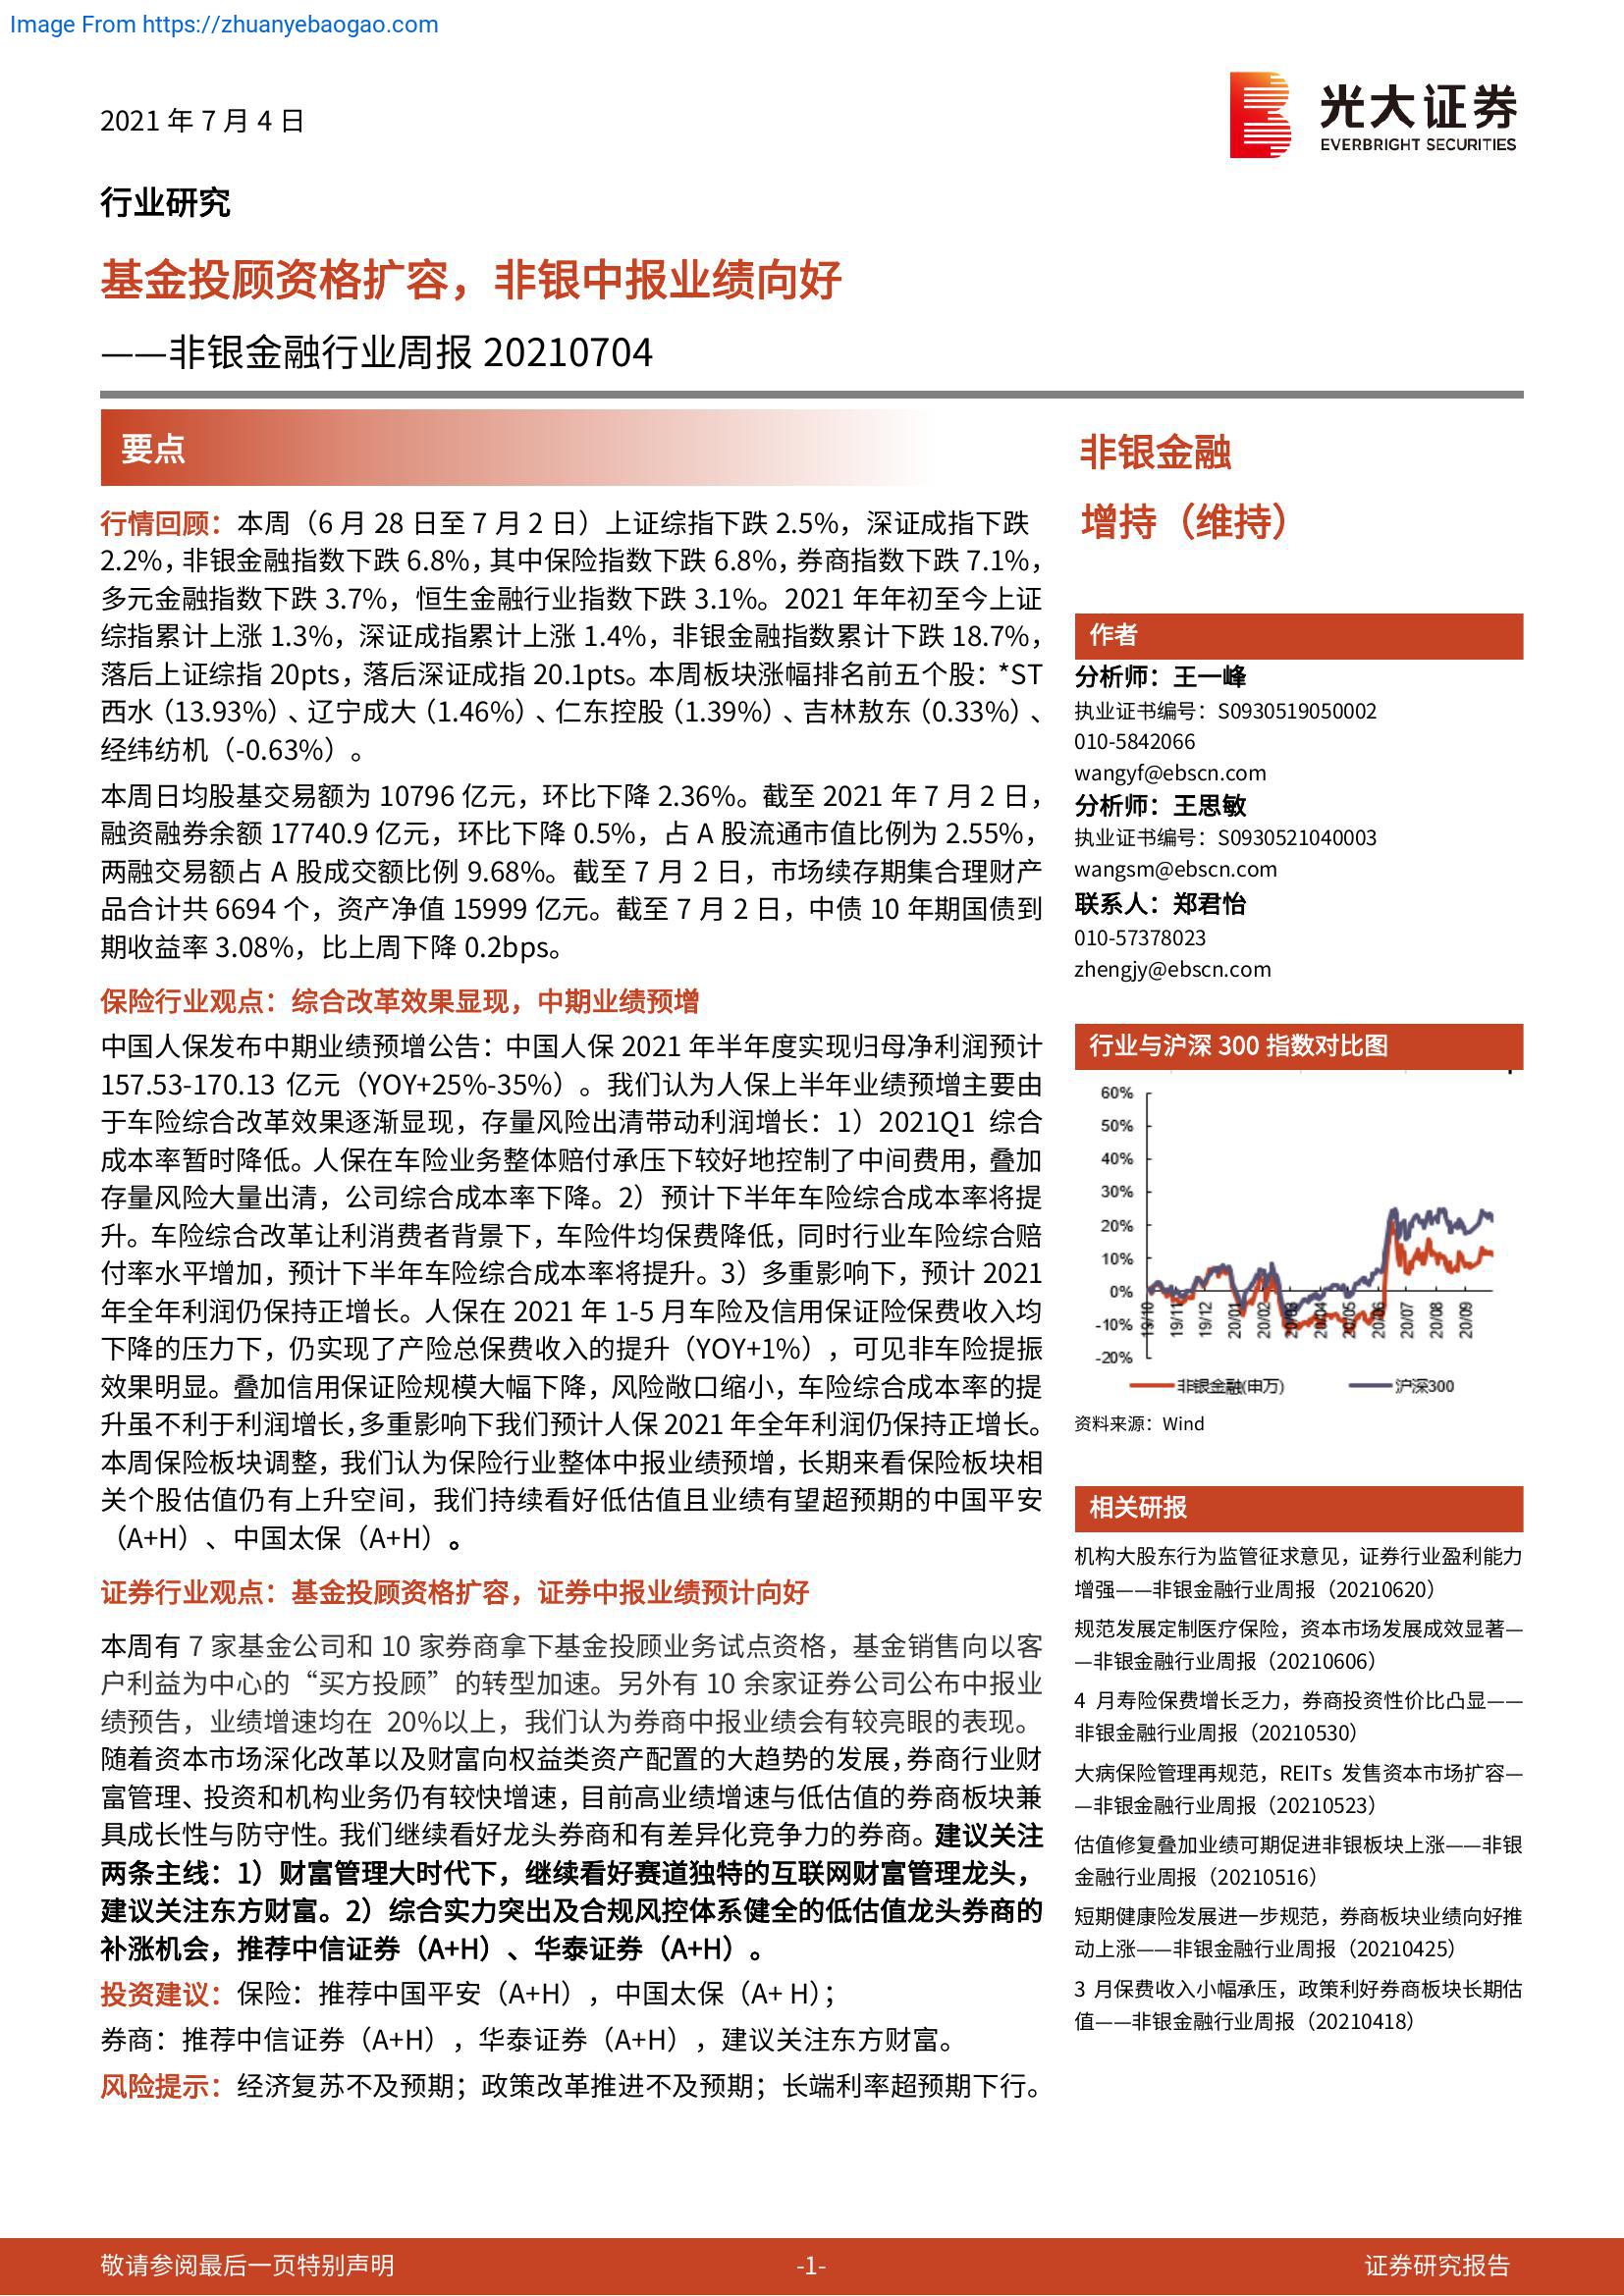 Image From https://zhuanyebaogao.com
2021 年 7 月 4 日
光大证券
EVERBRIGHT SECURITIES
行业研究
基金投顾资格扩容，非银中报业绩向好
——非银金融行业周报 20210704
要点
行情回顾：本周（6 月 28 日至 7 月 2 日）上证综指下跌 2.5%，深证成指下跌
2.2%，非银金融指数下跌 6.8%，其中保险指数下跌 6.8%，券商指数下跌 7.1%，
多元金融指数下跌 3.7%，恒生金融行业指数下跌 3.1%。2021 年年初至今上证
综指累计上涨 1.3%，深证成指累计上涨 1.4%，非银金融指数累计下跌 18.7%，
落后上证综指 20pts，落后深证成指 20.1pts。本周板块涨幅排名前五个股：*ST
西水（13.93%）、辽宁成大（1.46%）、仁东控股（1.39%）、吉林敖东（0.33%）、
经纬纺机（-0.63%）。
本周日均股基交易额为 10796 亿元，环比下降 2.36%。截至 2021 年 7 月 2 日，
融资融券余额 17740.9 亿元，环比下降 0.5%，占 A 股流通市值比例为 2.55%，
两融交易额占 A 股成交额比例 9.68%。截至 7 月 2 日，市场续存期集合理财产
品合计共 6694 个，资产净值 15999 亿元。截至 7 月 2 日，中债 10 年期国债到
期收益率 3.08%，比上周下降 0.2bps。
保险行业观点：综合改革效果显现，中期业绩预增
中国人保发布中期业绩预增公告：中国人保 2021 年半年度实现归母净利润预计
157.53-170.13 亿元（YOY+25%-35%）。我们认为人保上半年业绩预增主要由
于车险综合改革效果逐渐显现，存量风险出清带动利润增长：1）2021Q1 综合
成本率暂时降低。人保在车险业务整体赔付承压下较好地控制了中间费用，叠加
存量风险大量出清，公司综合成本率下降。2）预计下半年车险综合成本率将提
升。车险综合改革让利消费者背景下，车险件均保费降低，同时行业车险综合赔
付率水平增加，预计下半年车险综合成本率将提升。3）多重影响下，预计 2021
年全年利润仍保持正增长。人保在 2021 年 1-5 月车险及信用保证险保费收入均
下降的压力下，仍实现了产险总保费收入的提升（YOY+1%），可见非车险提振
效果明显。叠加信用保证险规模大幅下降，风险敞口缩小，车险综合成本率的提
升虽不利于利润增长，多重影响下我们预计人保 2021 年全年利润仍保持正增长。
本周保险板块调整，我们认为保险行业整体中报业绩预增，长期来看保险板块相
关个股估值仍有上升空间，我们持续看好低估值且业绩有望超预期的中国平安
（A+H）、中国太保（A+H）。
证券行业观点：基金投顾资格扩容，证券中报业绩预计向好
本周有 7 家基金公司和 10 家券商拿下基金投顾业务试点资格，基金销售向以客
户利益为中心的“买方投顾”的转型加速。另外有 10 余家证券公司公布中报业
绩预告，业绩增速均在 20%以上，我们认为券商中报业绩会有较亮眼的表现。
随着资本市场深化改革以及财富向权益类资产配置的大趋势的发展，券商行业财
富管理、投资和机构业务仍有较快增速，目前高业绩增速与低估值的券商板块兼
具成长性与防守性。我们继续看好龙头券商和有差异化竞争力的券商。建议关注
两条主线：1）财富管理大时代下，继续看好赛道独特的互联网财富管理龙头，
建议关注东方财富。2）综合实力突出及合规风控体系健全的低估值龙头券商的
补涨机会，推荐中信证券（A+H）、华泰证券（A+H）。
投资建议：保险：推荐中国平安（A+H），中国太保（A+ H）；
券商：推荐中信证券（A+H），华泰证券（A+H），建议关注东方财富。
风险提示：经济复苏不及预期；政策改革推进不及预期；长端利率超预期下行。
非银金融
增持（维持）
作者
分析师：王一峰
执业证书编号：S0930519050002
010-5842066
wangyf@ebscn.com
分析师：王思敏
执业证书编号：S0930521040003
wangsm@ebscn.com
联系人：郑君怡
010-57378023
zhengjy@ebscn.com
行业与沪深 300 指数对比图
60%
50%
40%
30%
20%
10%
0%
-10%
-20%
19/10 19/11 19/12 20/01 20/02 20/03 20/04 20/05 20/06 20/07 20/08 20/09
非银金融(申万) 沪深300
资料来源：Wind
相关研报
机构大股东行为监管征求意见，证券行业盈利能力
增强——非银金融行业周报（20210620）
规范发展定制医疗保险，资本市场发展成效显著—
—非银金融行业周报（20210606）
4 月寿险保费增长乏力，券商投资性价比凸显——
非银金融行业周报（20210530）
大病保险管理再规范，REITs 发售资本市场扩容—
—非银金融行业周报（20210523）
估值修复叠加业绩可期促进非银板块上涨——非银
金融行业周报（20210516）
短期健康险发展进一步规范，券商板块业绩向好推
动上涨——非银金融行业周报（20210425）
3 月保费收入小幅承压，政策利好券商板块长期估
值——非银金融行业周报（20210418）
敬请参阅最后一页特别声明
-1-
证券研究报告